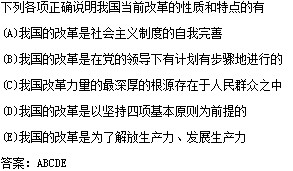 下列各项正确说明我国当前改革的性质和特点的有
(A)我国的改革是社会主义制度的自我完善
(B)我国的改革是在党的领导下有计划有步骤地进行的
(C)我国改革力量的最深厚的根源存在于人民群众之中
(D)我国的改革是以坚持四项基本原则为前提的
(E)我国的改革是为了解放生产力、发展生产力
答案：ABCDE